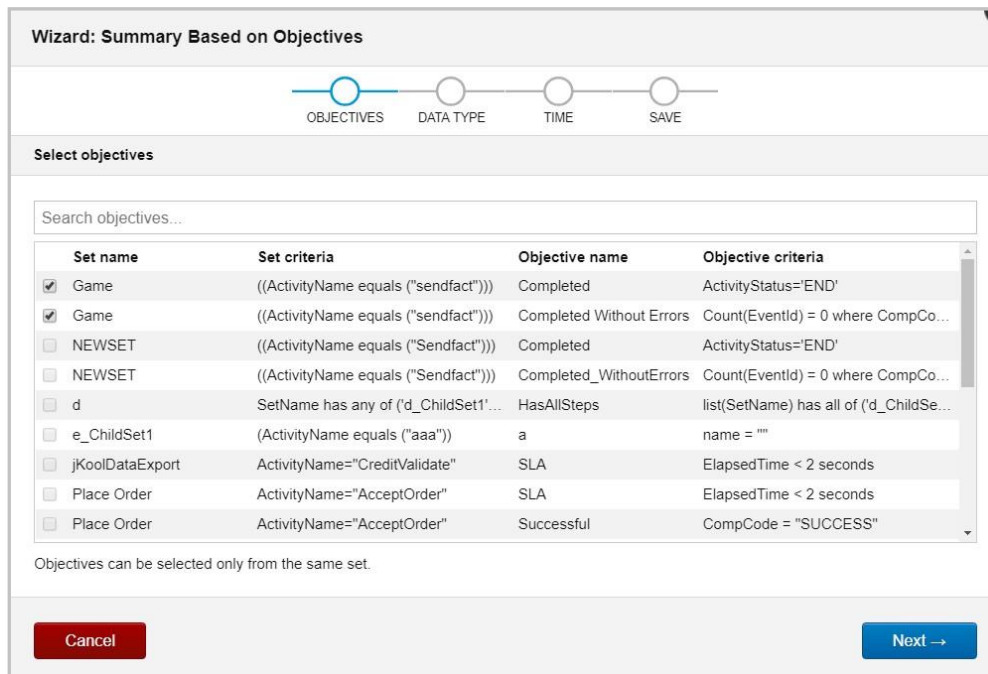 Wizard: Summary Based on Objectives
OBJECTIVES DATA TYPE TIME SAVE
Select objectives
Search objectives...
Set name Set criteria Objective name Objective criteria
Game ((ActivityName equals ("sendfact"))) Completed ActivityStatus='END'
Game ((ActivityName equals ("sendfact"))) Completed Without Errors Count(EventId) = 0 where CompCo...
NEWSET ((ActivityName equals ("Sendfact"))) Completed ActivityStatus='END'
NEWSET ((ActivityName equals ("Sendfact"))) Completed_WithoutErrors Count(EventId) = 0 where CompCo...
d SetName has any of ('d_ChildSet1'... HasAllSteps list(SetName) has all of ('d_ChildSe...
e_ChildSet1 (ActivityName equals ("aaa")) a name = ""
jKoolDataExport ActivityName="CreditValidate" SLA ElapsedTime < 2 seconds
Place Order ActivityName="AcceptOrder" SLA ElapsedTime < 2 seconds
Place Order ActivityName="AcceptOrder" Successful CompCode = "SUCCESS"
Objectives can be selected only from the same set.
Cancel Next →